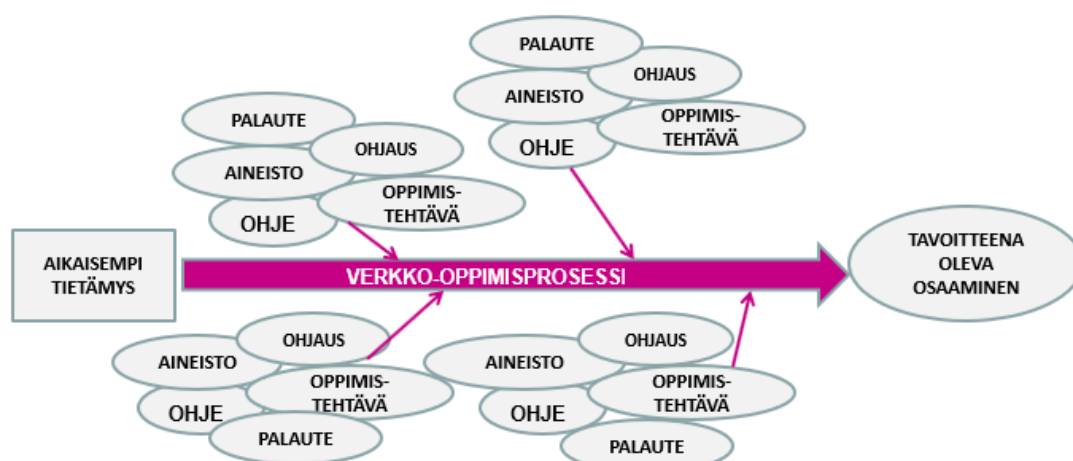 PALAUTE
OHJAUS
AINEISTO
OPPIMIS-
TEHTÄVÄ
OHJE
PALAUTE
OHJAUS
AINEISTO
OPPIMIS-
TEHTÄVÄ
OHJE
AIKAISEMPI
TIETÄMYS
VERKKO-OPPIMISPROSESSI
TAVOITTEENA
OLEVA
OSAAMINEN
OHJAUS
AINEISTO
OPPIMIS-
TEHTÄVÄ
OHJE
PALAUTE
OHJAUS
AINEISTO
OPPIMIS-
TEHTÄVÄ
OHJE
PALAUTE